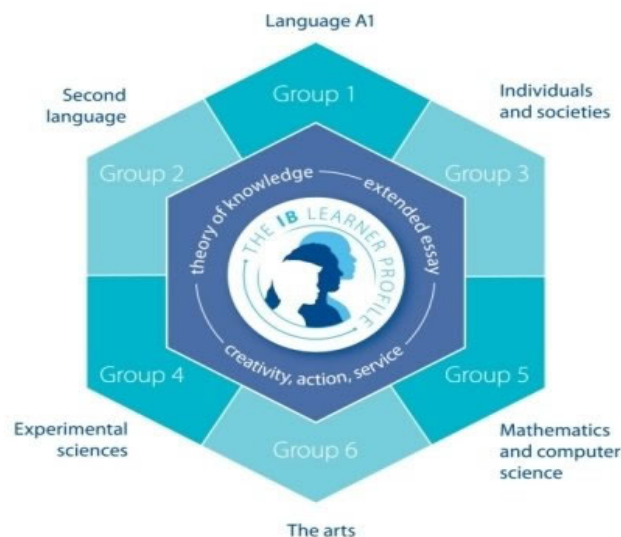 Language A1
Group 1
Second
language
Individuals
and societies
Group 2
Group 3
theory of knowledge
extended essay
THE IB LEARNER PROFILE
creativity, action, service
Group 4
Group 5
Experimental
sciences
Group 6
Mathematics
and computer
science
The arts